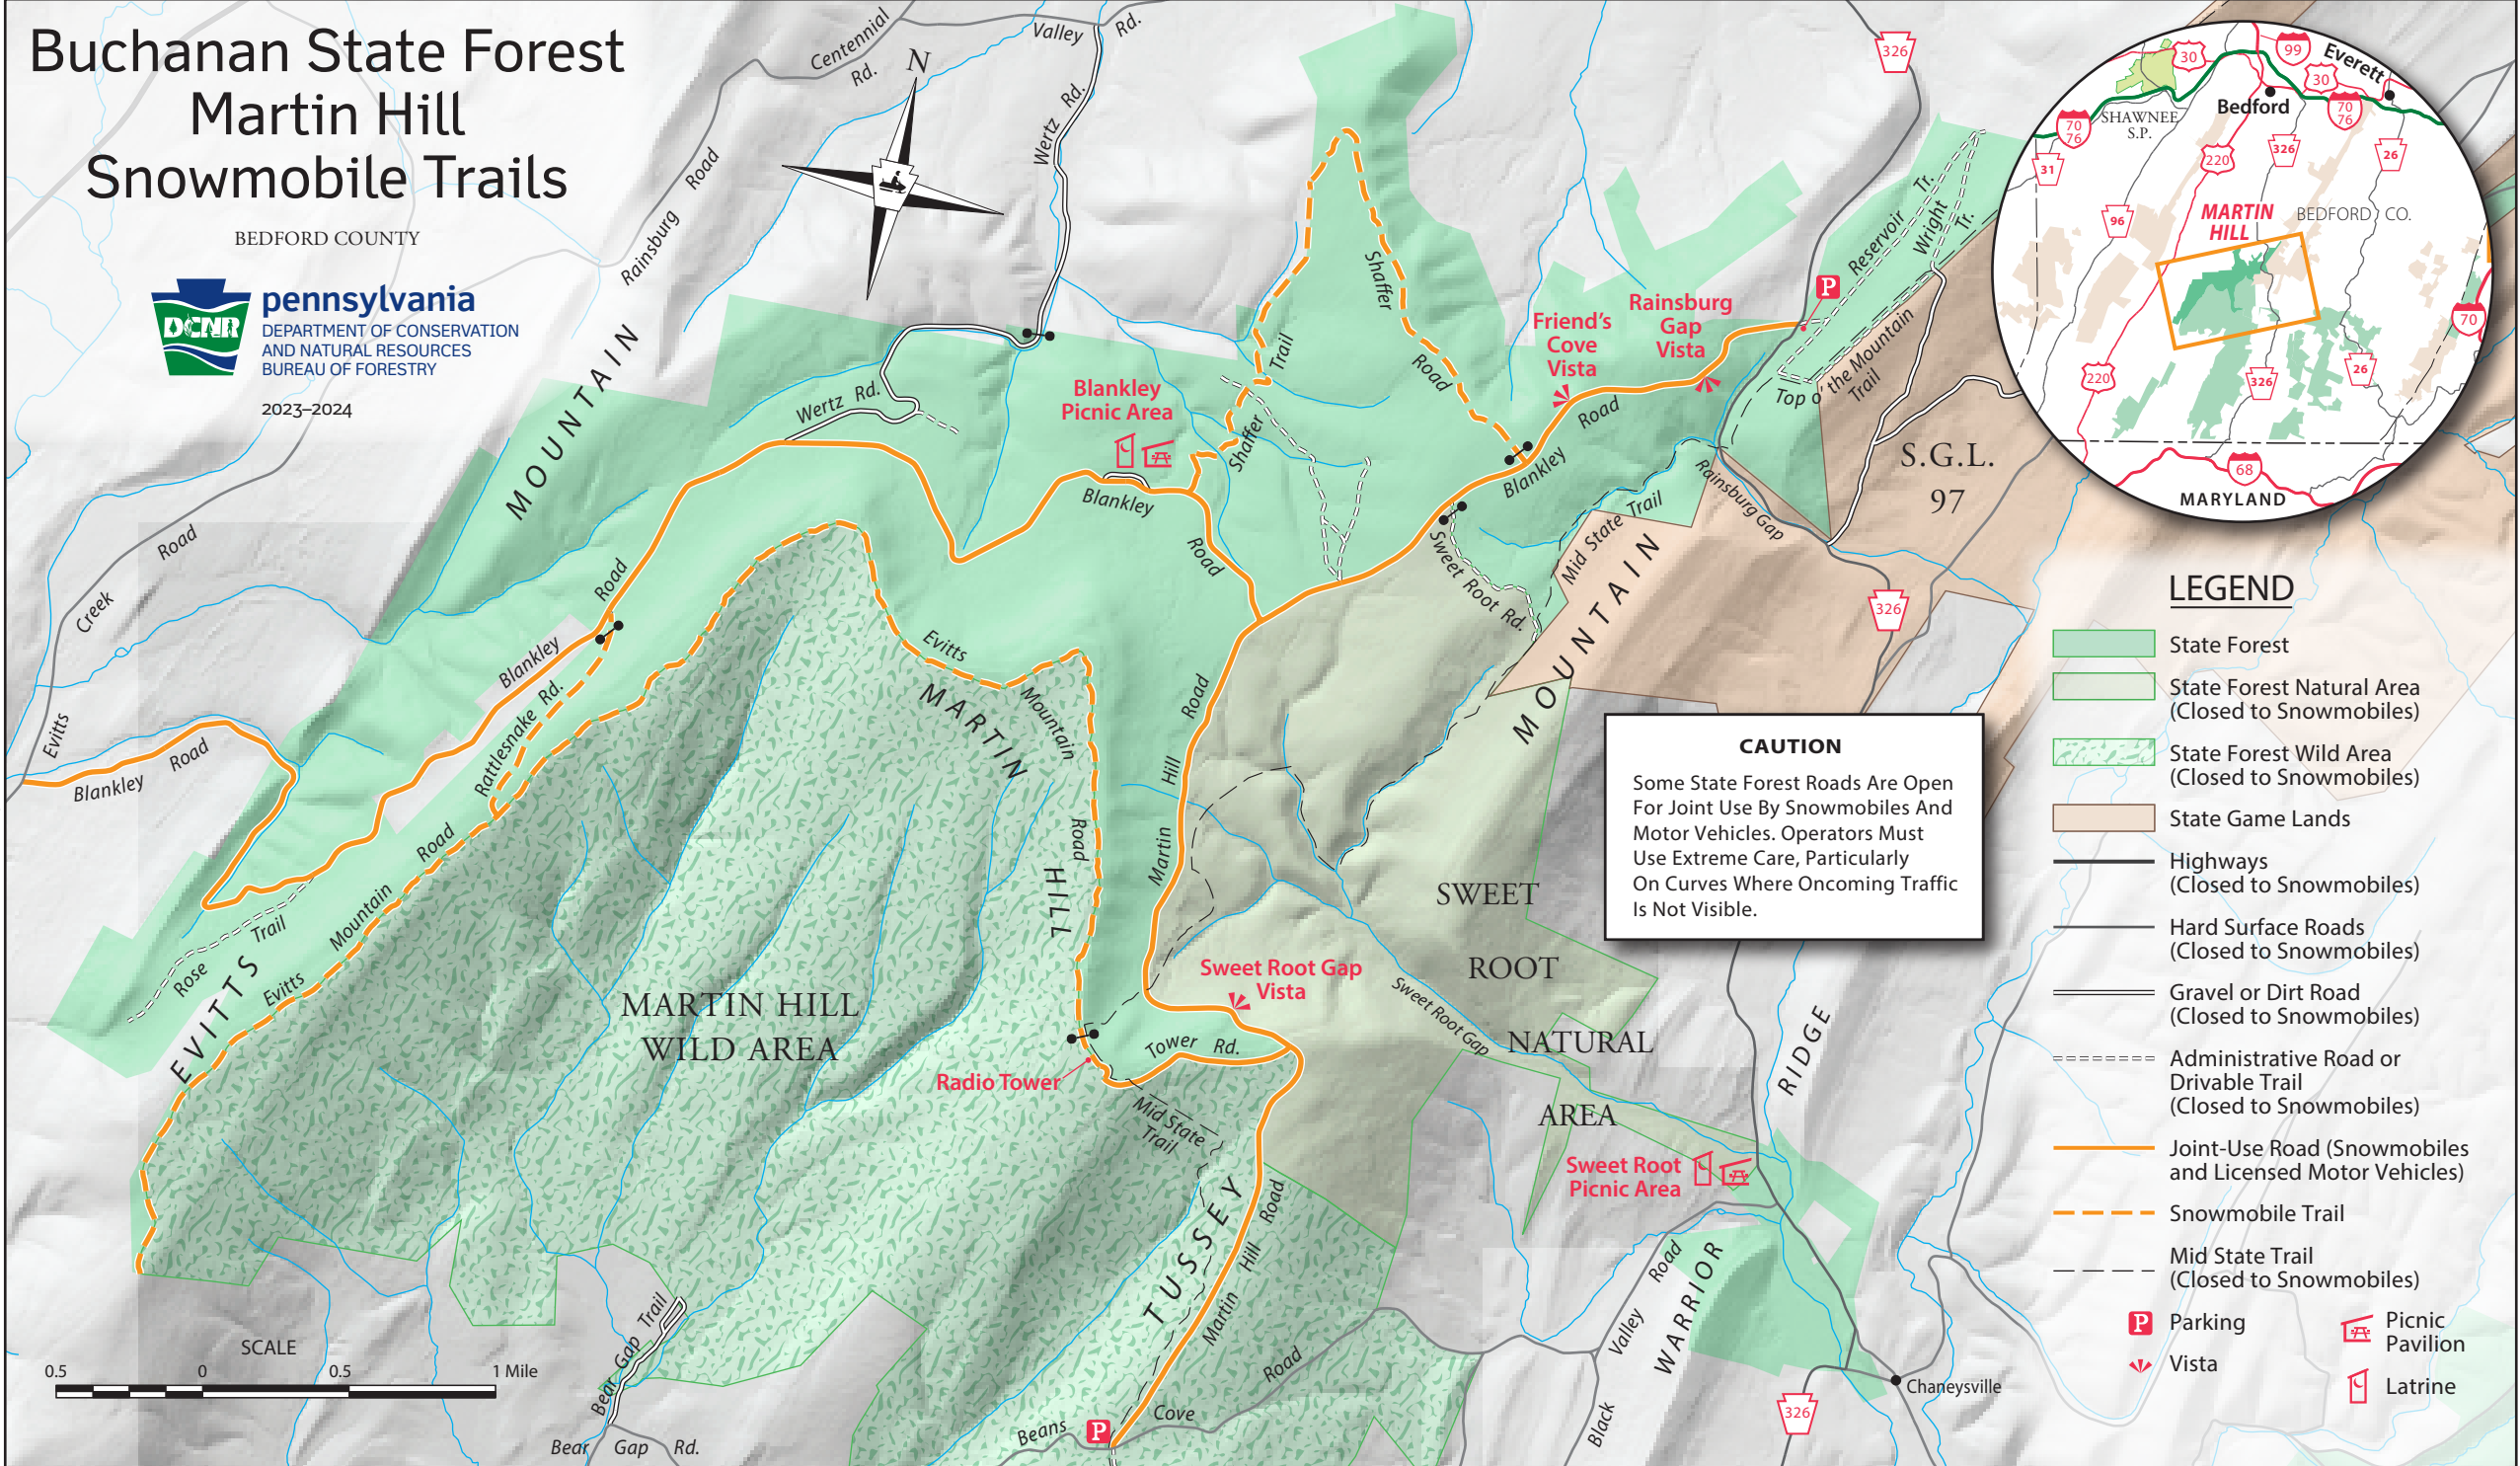 Buchanan State Forest
Martin Hill
Snowmobile Trails
BEDFORD COUNTY
DCNR
pennsylvania
DEPARTMENT OF CONSERVATION
AND NATURAL RESOURCES
BUREAU OF FORESTRY
2023–2024
N
Centennial
Rd.
Valley
Rd.
Wertz Rd.
Rainsburg Road
326
MOUNTAIN
Wertz Rd.
Blankley
Picnic Area
Shaffer Trail
Shaffer Road
Friend's
Cove
Vista
Rainsburg
Gap
Vista
P
Reservoir Tr.
Wright Tr.
Top o' the Mountain
Trail
Blankley Road
Blankley Road
S.G.L.
97
Rainsburg Gap
Mid State Trail
Sweet Root Rd.
MOUNTAIN
326
Evitts Creek Road
Blankley Road
Blankley Road
Rattlesnake Rd.
Evitts Mountain Road
MARTIN HILL
Martin Hill Road
Rose Trail
Evitts Mountain Road
EVITTS
MARTIN HILL
WILD AREA
Sweet Root Gap
Vista
Tower Rd.
Radio Tower
Mid State
Trail
SWEET
ROOT
NATURAL
AREA
Sweet Root Gap
Sweet Root
Picnic Area
TUSSEY
Martin Hill Road
WARRIOR RIDGE
Black Valley Road
Chaneysville
326
Beans Cove Road
P
Bear Gap Trail
Bear Gap Rd.
SCALE
0.5 0 0.5 1 Mile
CAUTION
Some State Forest Roads Are Open
For Joint Use By Snowmobiles And
Motor Vehicles. Operators Must
Use Extreme Care, Particularly
On Curves Where Oncoming Traffic
Is Not Visible.
30
99
Everett
30
Bedford
70
76
70
76
SHAWNEE
S.P.
31
220
326
26
96
MARTIN
HILL
BEDFORD CO.
70
220
326
26
68
MARYLAND
LEGEND
State Forest
State Forest Natural Area
(Closed to Snowmobiles)
State Forest Wild Area
(Closed to Snowmobiles)
State Game Lands
Highways
(Closed to Snowmobiles)
Hard Surface Roads
(Closed to Snowmobiles)
Gravel or Dirt Road
(Closed to Snowmobiles)
Administrative Road or
Drivable Trail
(Closed to Snowmobiles)
Joint-Use Road (Snowmobiles
and Licensed Motor Vehicles)
Snowmobile Trail
Mid State Trail
(Closed to Snowmobiles)
P Parking
Vista
Picnic
Pavilion
Latrine